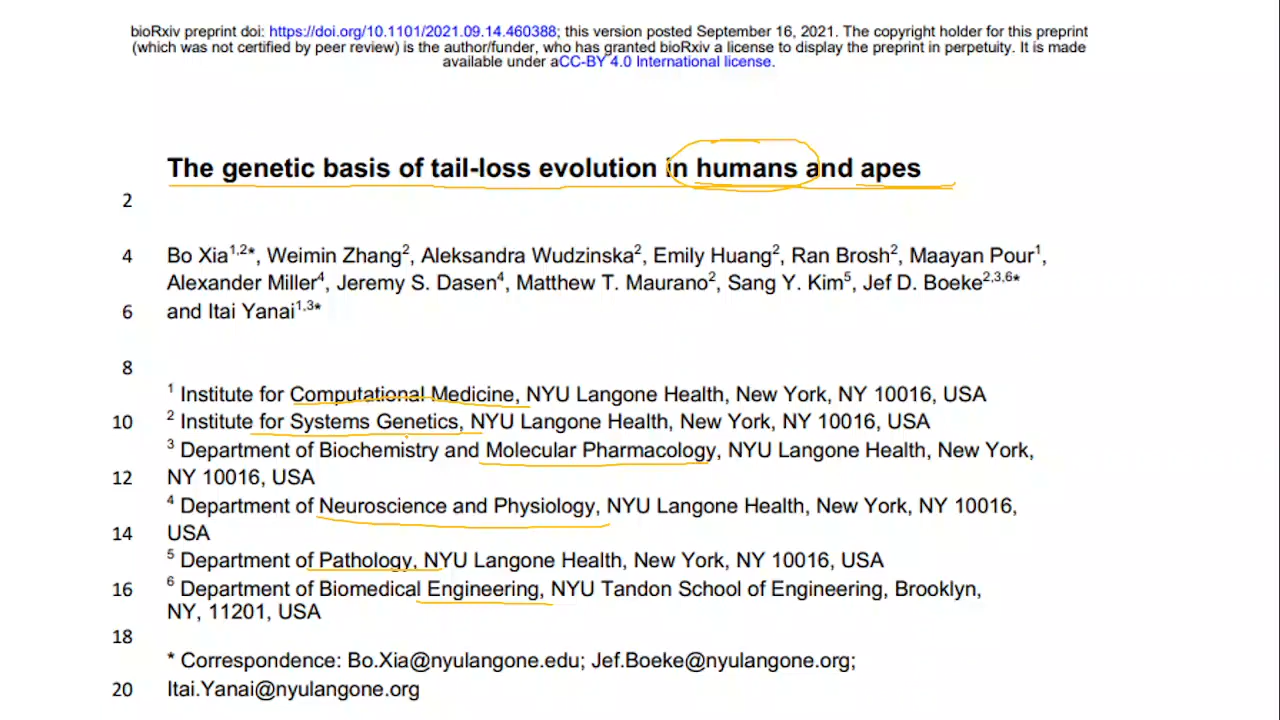 bioRxiv preprint doi: https://doi.org/10.1101/2021.09.14.460388; this version posted September 16, 2021. The copyright holder for this preprint
(which was not certified by peer review) is the author/funder, who has granted bioRxiv a license to display the preprint in perpetuity. It is made
available under aCC-BY 4.0 International license.
The genetic basis of tail-loss evolution in humans and apes
2
4 Bo Xia1,2*, Weimin Zhang2, Aleksandra Wudzinska2, Emily Huang2, Ran Brosh2, Maayan Pour1,
Alexander Miller4, Jeremy S. Dasen4, Matthew T. Maurano2, Sang Y. Kim5, Jef D. Boeke2,3,6*
6 and Itai Yanai1,3*
8
1 Institute for Computational Medicine, NYU Langone Health, New York, NY 10016, USA
10 2 Institute for Systems Genetics, NYU Langone Health, New York, NY 10016, USA
3 Department of Biochemistry and Molecular Pharmacology, NYU Langone Health, New York,
12 NY 10016, USA
4 Department of Neuroscience and Physiology, NYU Langone Health, New York, NY 10016,
14 USA
5 Department of Pathology, NYU Langone Health, New York, NY 10016, USA
16 6 Department of Biomedical Engineering, NYU Tandon School of Engineering, Brooklyn,
NY, 11201, USA
18
* Correspondence: Bo.Xia@nyulangone.edu; Jef.Boeke@nyulangone.org;
20 Itai.Yanai@nyulangone.org